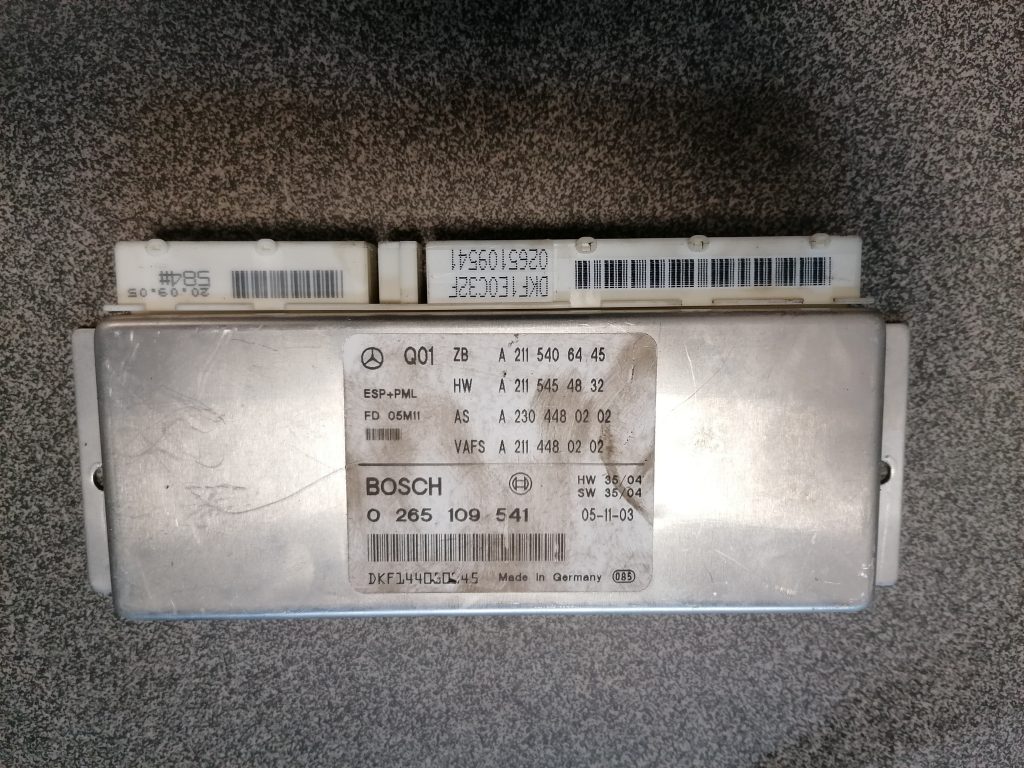 20.09.05
584#
DKF1E0C32F
0265109541
Q01 ZB A 211 540 64 45
HW A 211 545 48 32
ESP+PML
FD 05M11
AS A 230 448 02 02
VAFS A 211 448 02 02
BOSCH
HW 35/04
SW 35/04
0 265 109 541 05-11-03
Made in Germany 085